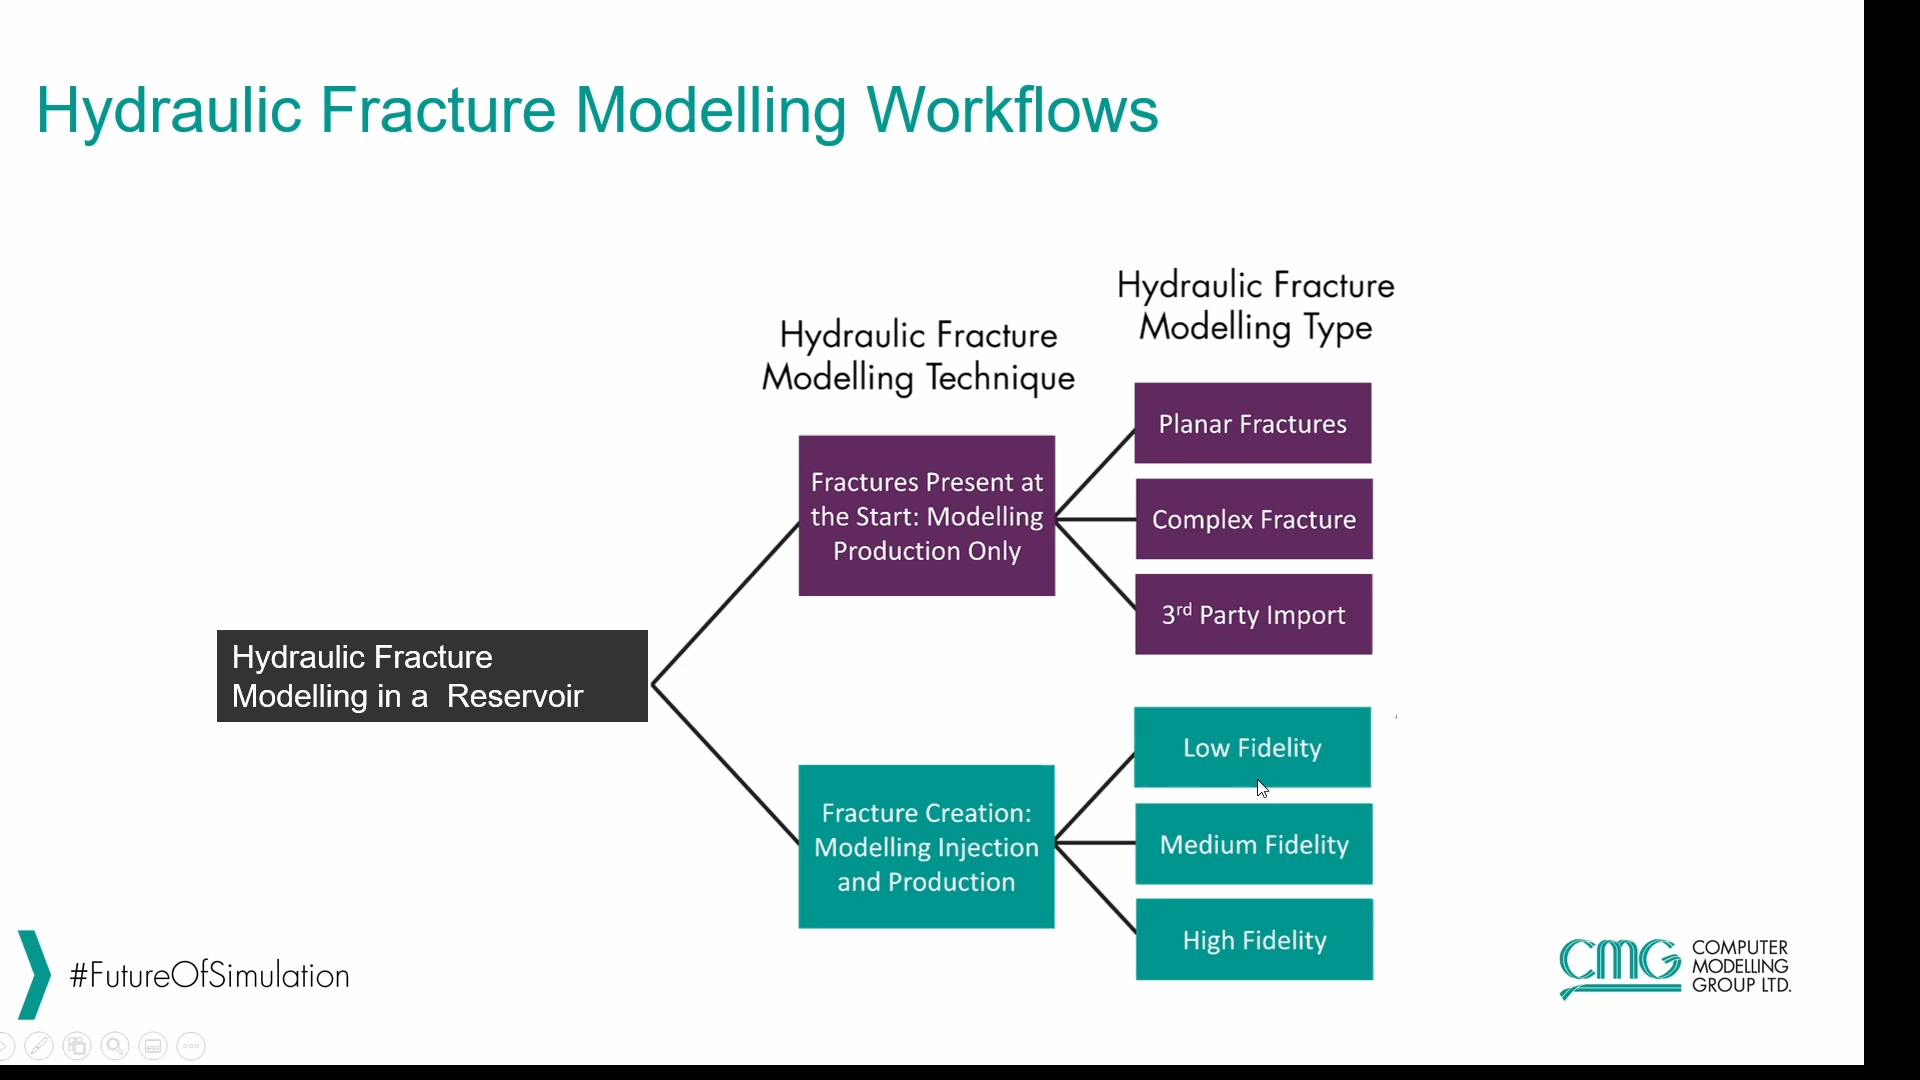 Hydraulic Fracture Modelling Workflows
Hydraulic Fracture
Modelling Type
Hydraulic Fracture
Modelling Technique
Planar Fractures
Fractures Present at
the Start: Modelling
Production Only
Complex Fracture
3rd Party Import
Hydraulic Fracture
Modelling in a  Reservoir
Low Fidelity
Fracture Creation:
Modelling Injection
and Production
Medium Fidelity
High Fidelity
#FutureOfSimulation
CMG
COMPUTER
MODELLING
GROUP LTD.